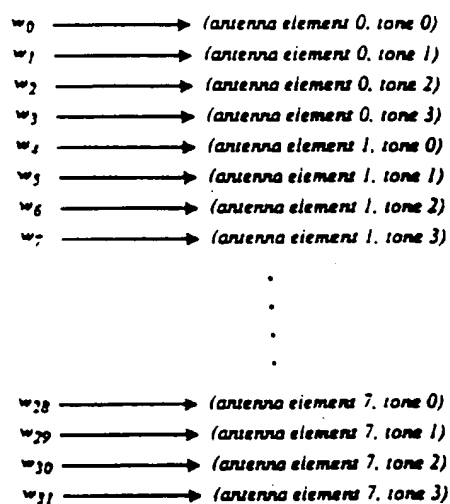 w0 (antenna element 0, tone 0)
w1 (antenna element 0, tone 1)
w2 (antenna element 0, tone 2)
w3 (antenna element 0, tone 3)
w4 (antenna element 1, tone 0)
w5 (antenna element 1, tone 1)
w6 (antenna element 1, tone 2)
w7 (antenna element 1, tone 3)
w28 (antenna element 7, tone 0)
w29 (antenna element 7, tone 1)
w30 (antenna element 7, tone 2)
w31 (antenna element 7, tone 3)